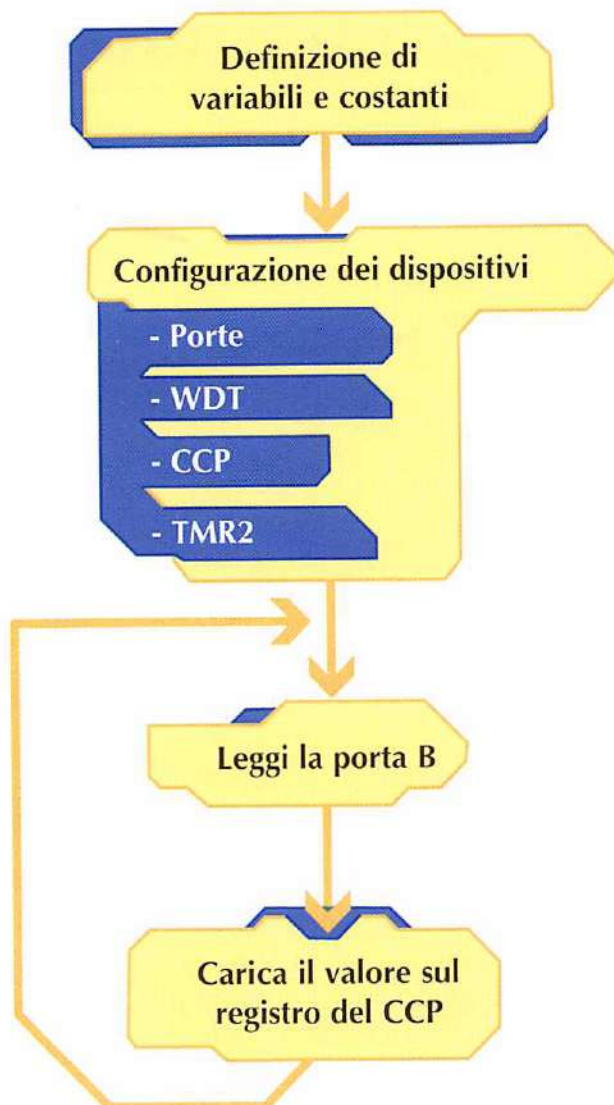 Definizione di
variabili e costanti
Configurazione dei dispositivi
- Porte
- WDT
- CCP
- TMR2
Leggi la porta B
Carica il valore sul
registro del CCP